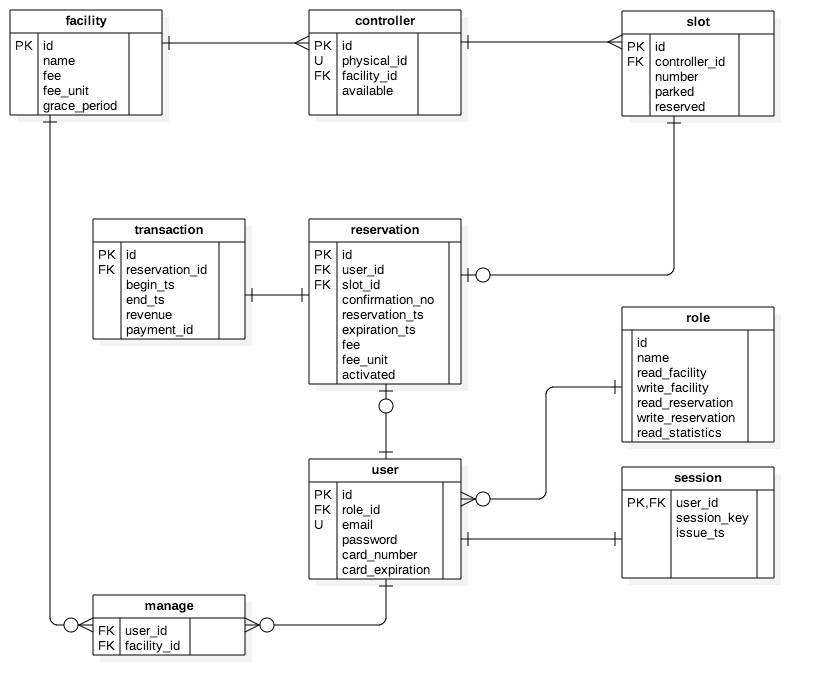 facility
PK id
name
fee
fee_unit
grace_period
controller
PK id
U physical_id
FK facility_id
available
slot
PK id
FK controller_id
number
parked
reserved
transaction
PK id
FK reservation_id
begin_ts
end_ts
revenue
payment_id
reservation
PK id
FK user_id
FK slot_id
confirmation_no
reservation_ts
expiration_ts
fee
fee_unit
activated
role
id
name
read_facility
write_facility
read_reservation
write_reservation
read_statistics
user
PK id
FK role_id
U email
password
card_number
card_expiration
session
PK,FK user_id
session_key
issue_ts
manage
FK user_id
FK facility_id